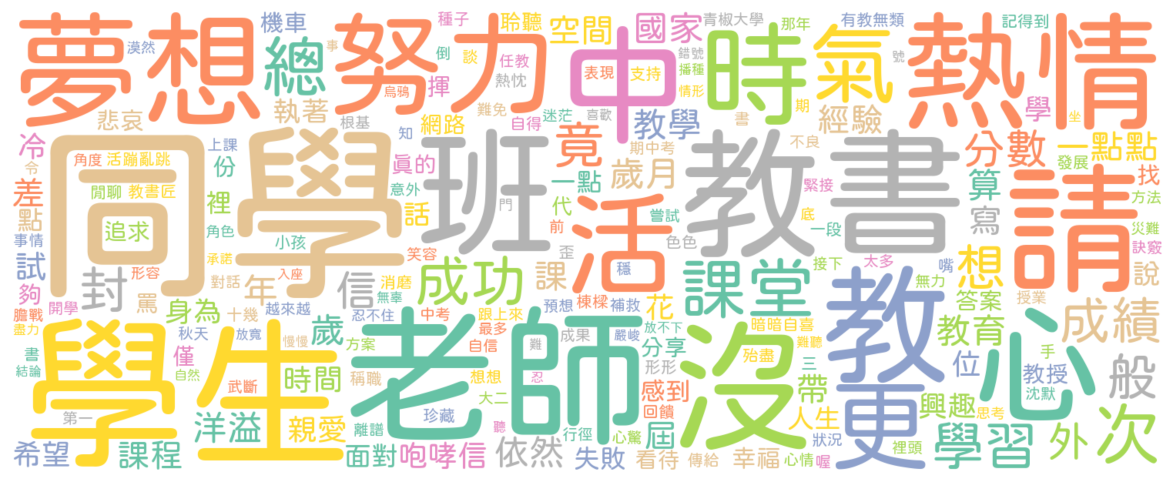 夢想
努力
中
時
氣
熱情
漠然
機車
總
種子
烏鴉
倒
事
談
聆聽
任教
熱忱
空間
國家
表現
支持
錯號
播種
情形
青椒大學
那年
有教無類
號
記得到
坐
悲哀
執著
揮
根基
難免
自得
迷茫
喜歡
教學
書
期
經驗
學
冷
令
角度
活蹦亂跳
上課
份
知
網路
同學
班
竟
期中考
歲月
教書
不良
分數
一點點
發展
找
方法
災難
訣竅
差
點
閒聊
教書匠
追求
裡
角色
小孩
真的
意外
話
笑容
門
一點
代
前
活
嘗試
色色
緊接
底
一段
算
寫
請
事情
試
夠
形容
封
承諾
對話
入座
年
信
消磨
無辜
成功
課
歪
穩
預想
棟樑
補救
花
課堂
接下
太多
嘴
無力
想
答案
說
膽戰
盡力
開學
罵
身為
十幾
越來越
忍不住
中考
跟上來
最多
自信
成果
嚴峻
放不下
分享
暗暗自喜
難聽
教
教育
授業
成績
書
結論
學生
秋天
自然
僅
放寬
慢慢
歲
方案
老師
難
忍
形形
沒
殆盡
三
位
教授
手
沈默
心
般
第一
武斷
時間
稱職
想想
大二
感到
回饋
帶
人生
更
興趣
思考
次
希望
課程
洋溢
親愛
離譜
面對
珍藏
咆哮信
聽
依然
行徑
失敗
心驚
屆
看待
傳給
幸福
心情
狀況
喔
裡頭
學習
外